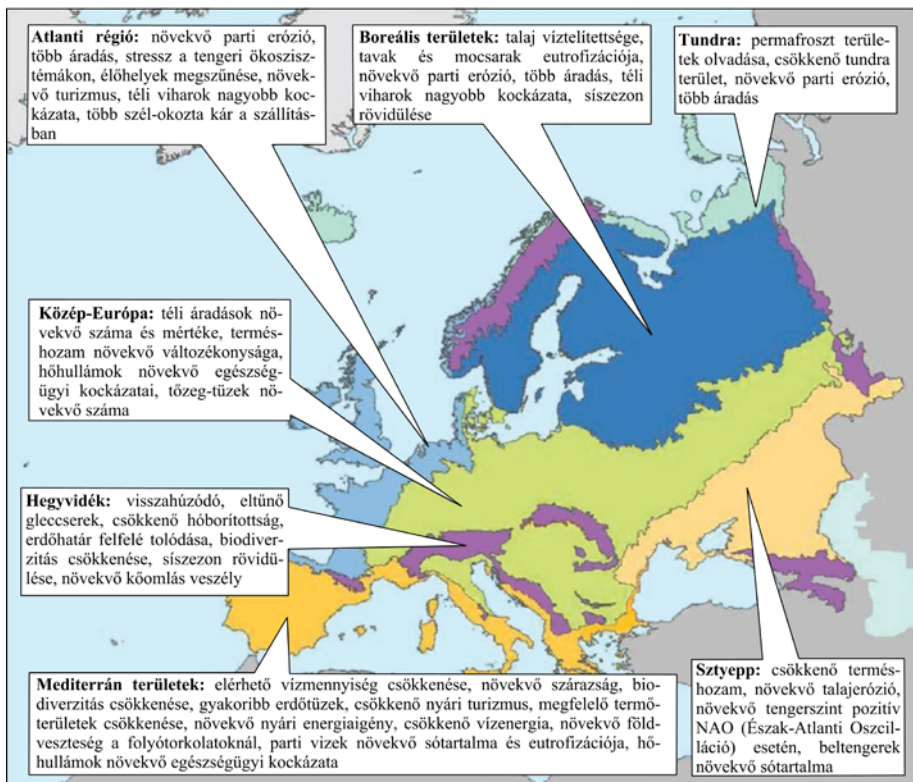 Atlanti régió: növekvő parti erózió,
több áradás, stressz a tengeri ökoszisz-
témákon, élőhelyek megszűnése, növek-
vő turizmus, téli viharok nagyobb koc-
kázata, több szél-okozta kár a szállítás-
ban
Boreális területek: talaj víztelítettsége,
tavak és mocsarak eutrofizációja,
növekvő parti erózió, több áradás, téli
viharok nagyobb kockázata, síszezon
rövidülése
Tundra: permafroszt terüle-
tek olvadása, csökkenő tundra
terület, növekvő parti erózió,
több áradás
Közép-Európa: téli áradások nö-
vekvő száma és mértéke, termés-
hozam növekvő változékonysága,
hőhullámok növekvő egészség-
ügyi kockázatai, tőzeg-tüzek nö-
vekvő száma
Hegyvidék: visszahúzódó, eltűnő
gleccserek, csökkenő hóborítottság,
erdőhatár felfelé tolódása, biodiver-
zitás csökkenése, síszezon rövidü-
lése, növekvő kőomlás veszély
Mediterrán területek: elérhető vízmennyiség csökkenése, növekvő szárazság, bio-
diverzitás csökkenése, gyakoribb erdőtüzek, csökkenő nyári turizmus, megfelelő termő-
területek csökkenése, növekvő nyári energiaigény, csökkenő vízenergia, növekvő föld-
veszteség a folyótorkolatoknál, parti vizek növekvő sótartalma és eutrofizációja, hő-
hullámok növekvő egészségügyi kockázata
Sztyepp: csökkenő termés-
hozam, növekvő talajerózió,
növekvő tengerszint pozitív
NAO (Észak-Atlanti Oszcil-
láció) esetén, beltengerek
növekvő sótartalma